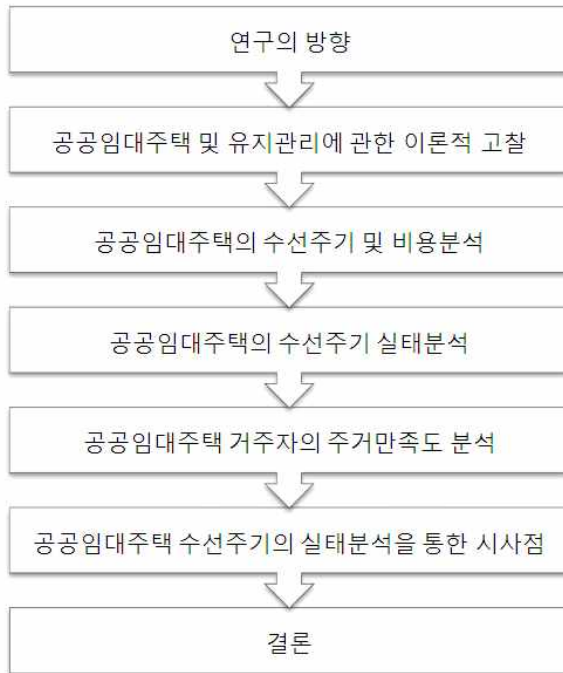 연구의 방향
공공임대주택 및 유지관리에 관한 이론적 고찰
공공임대주택의 수선주기 및 비용분석
공공임대주택의 수선주기 실태분석
공공임대주택 거주자의 주거만족도 분석
공공임대주택 수선주기의 실태분석을 통한 시사점
결론